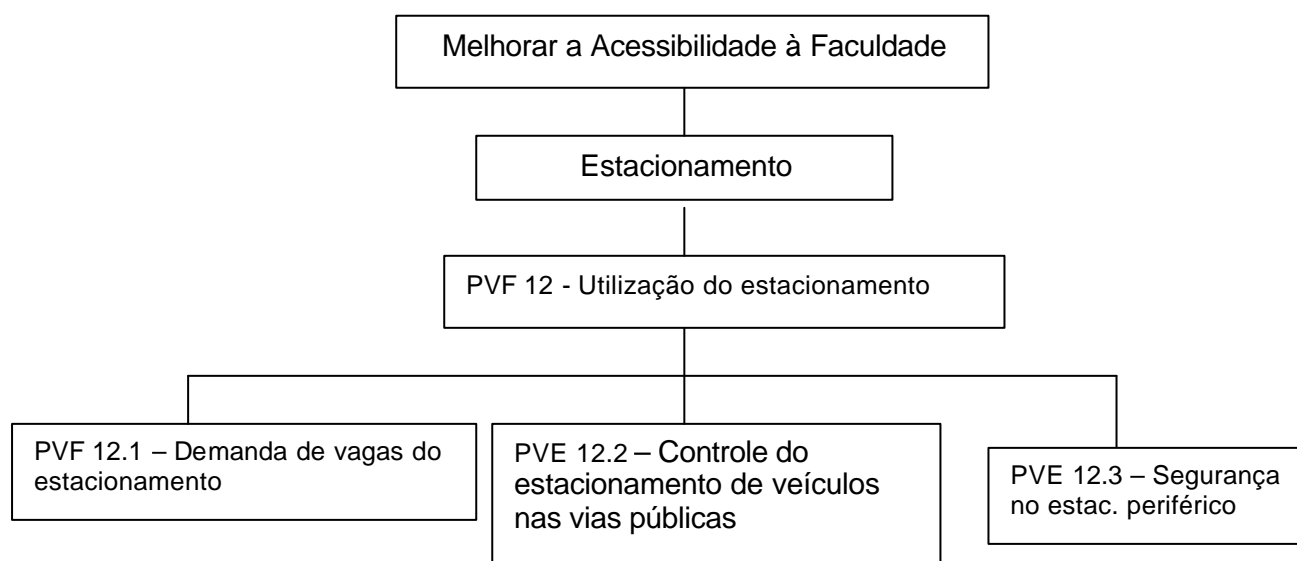 Melhorar a Acessibilidade à Faculdade
Estacionamento
PVF 12 - Utilização do estacionamento
PVF 12.1 – Demanda de vagas do
estacionamento
PVE 12.2 – Controle do
estacionamento de veículos
nas vias públicas
PVE 12.3 – Segurança
no estac. periférico